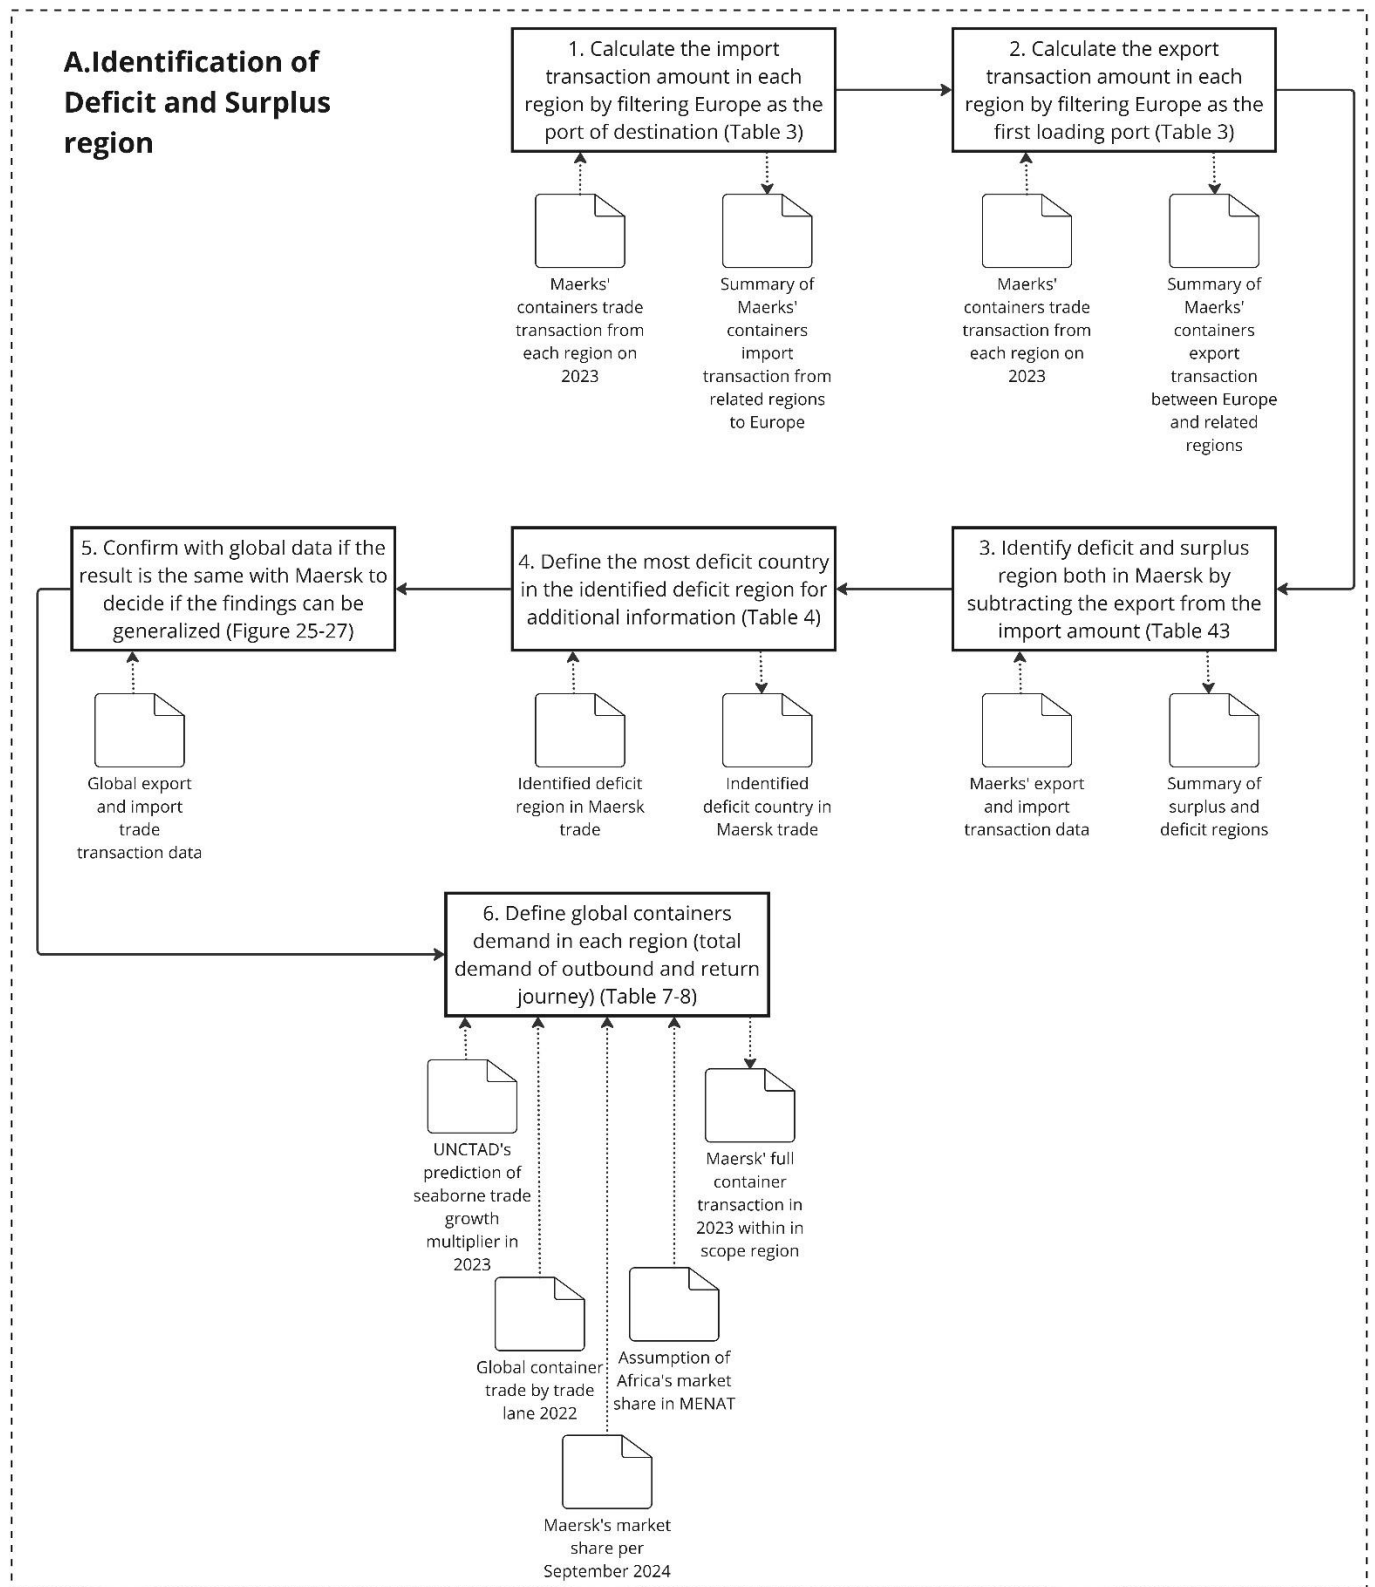 A.Identification of
Deficit and Surplus
region
1. Calculate the import
transaction amount in each
region by filtering Europe as the
port of destination (Table 3)
2. Calculate the export
transaction amount in each
region by filtering Europe as the
first loading port (Table 3)
Maerks'
containers trade
transaction from
each region on
2023
Summary of
Maerks'
containers
import
transaction from
related regions
to Europe
Maerks'
containers trade
transaction from
each region on
2023
Summary of
Maerks'
containers
export
transaction
between Europe
and related
regions
5. Confirm with global data if the
result is the same with Maersk to
decide if the findings can be
generalized (Figure 25-27)
4. Define the most deficit country
in the identified deficit region for
additional information (Table 4)
3. Identify deficit and surplus
region both in Maersk by
subtracting the export from the
import amount (Table 43
Global export
and import
trade
transaction data
Identified deficit
region in Maersk
trade
Indentified
deficit country in
Maersk trade
Maerks' export
and import
transaction data
Summary of
surplus and
deficit regions
6. Define global containers
demand in each region (total
demand of outbound and return
journey) (Table 7-8)
UNCTAD's
prediction of
seaborne trade
growth
multiplier in
2023
Maersk' full
container
transaction in
2023 within in
scope region
Global container
trade by trade
lane 2022
Assumption of
Africa's market
share in MENAT
Maersk's market
share per
September 2024